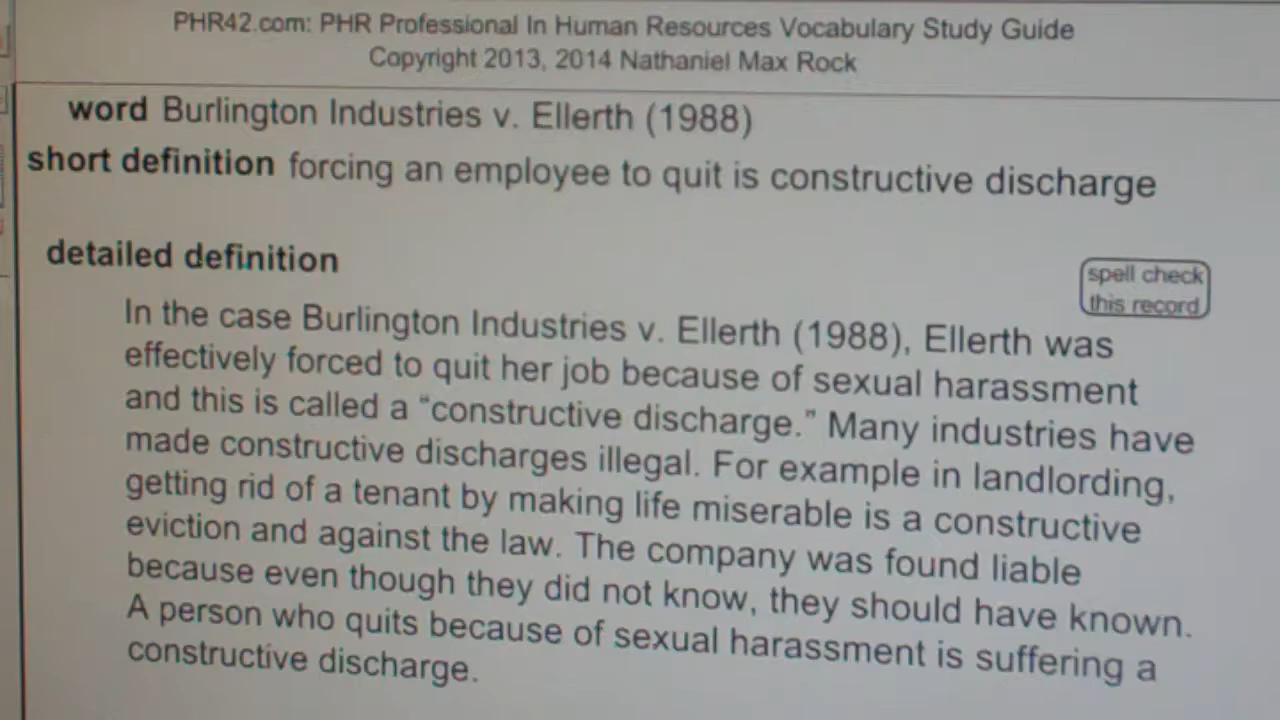 PHR42.com: PHR Professional In Human Resources Vocabulary Study Guide
Copyright 2013, 2014 Nathaniel Max Rock
word Burlington Industries v. Ellerth (1988)
short definition forcing an employee to quit is constructive discharge
detailed definition
spell check
this record
In the case Burlington Industries v. Ellerth (1988), Ellerth was
effectively forced to quit her job because of sexual harassment
and this is called a “constructive discharge.” Many industries have
made constructive discharges illegal. For example in landlording,
getting rid of a tenant by making life miserable is a constructive
eviction and against the law. The company was found liable
because even though they did not know, they should have known.
A person who quits because of sexual harassment is suffering a
constructive discharge.